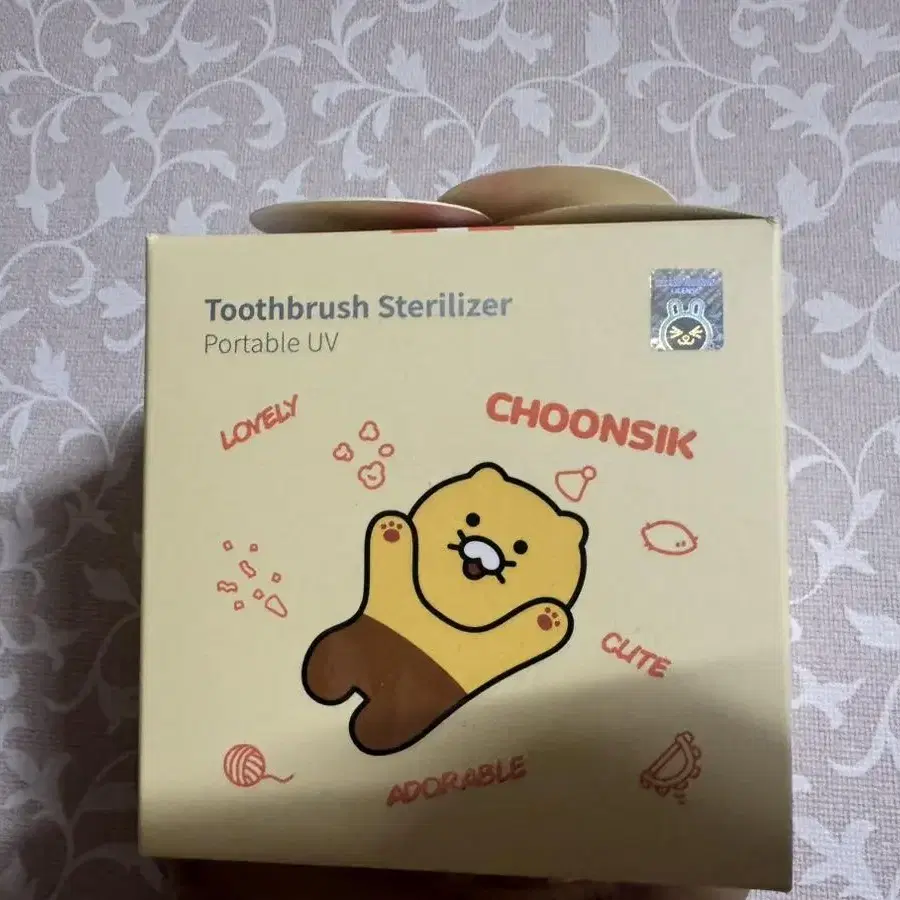 Toothbrush Sterilizer
Portable UV
LOVELY
CHOONSIK
CUTE
ADORABLE